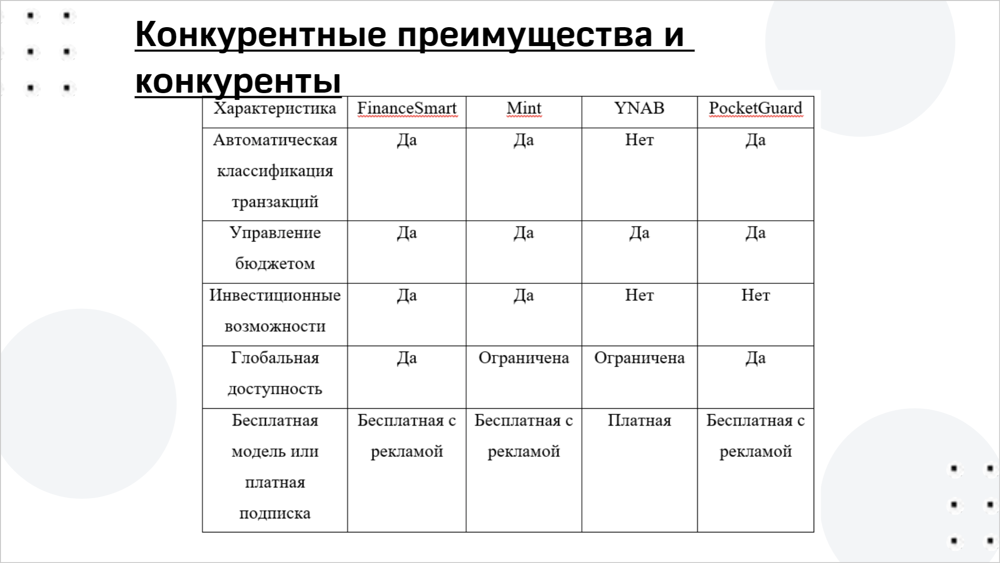 Конкурентные преимущества и
конкуренты
Характеристика FinanceSmart Mint YNAB PocketGuard
Автоматическая Да Да Нет Да
классификация
транзакций
Управление Да Да Да Да
бюджетом
Инвестиционные Да Да Нет Нет
возможности
Глобальная Да Ограничена Ограничена Да
доступность
Бесплатная Бесплатная с Бесплатная с Платная Бесплатная с
модель или рекламой рекламой рекламой
платная
подписка